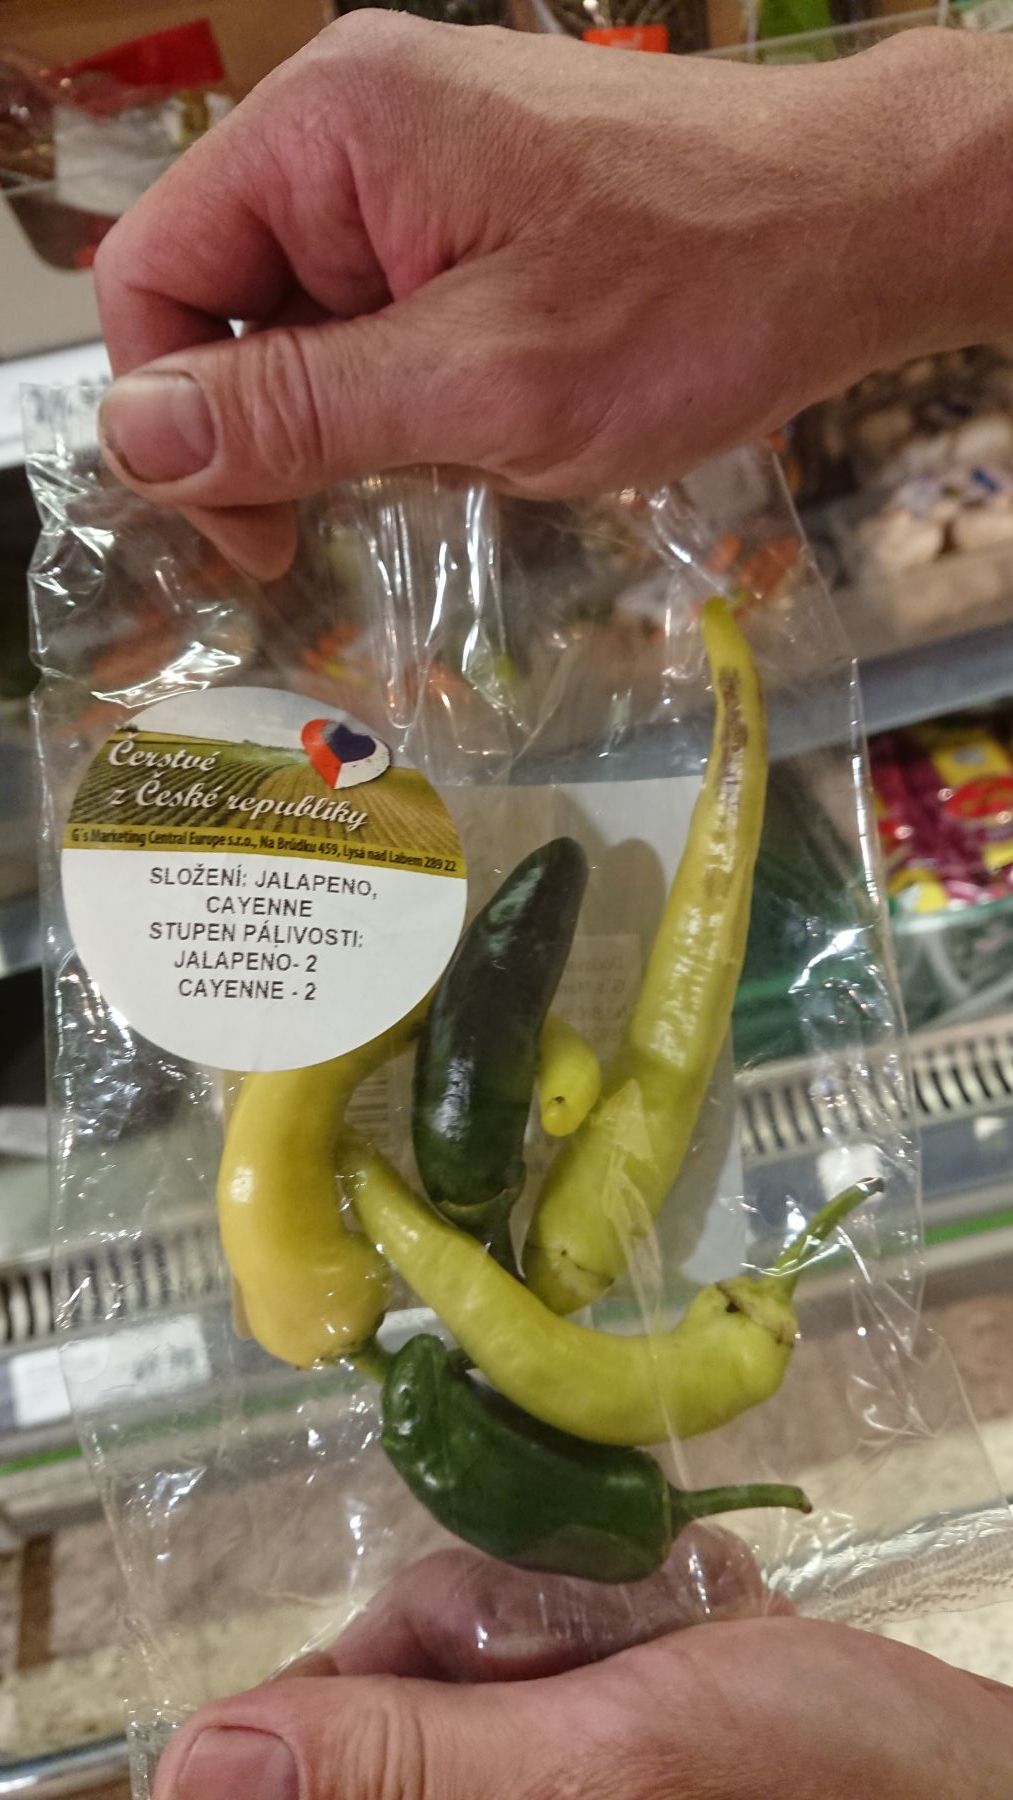 Čerstvé
z České republiky
G´s Marketing Central Europe s.r.o., Na Brůdku 459, Lysá nad Labem 289 22
SLOŽENÍ: JALAPENO,
CAYENNE
STUPEN PÁLIVOSTI:
JALAPENO- 2
CAYENNE - 2